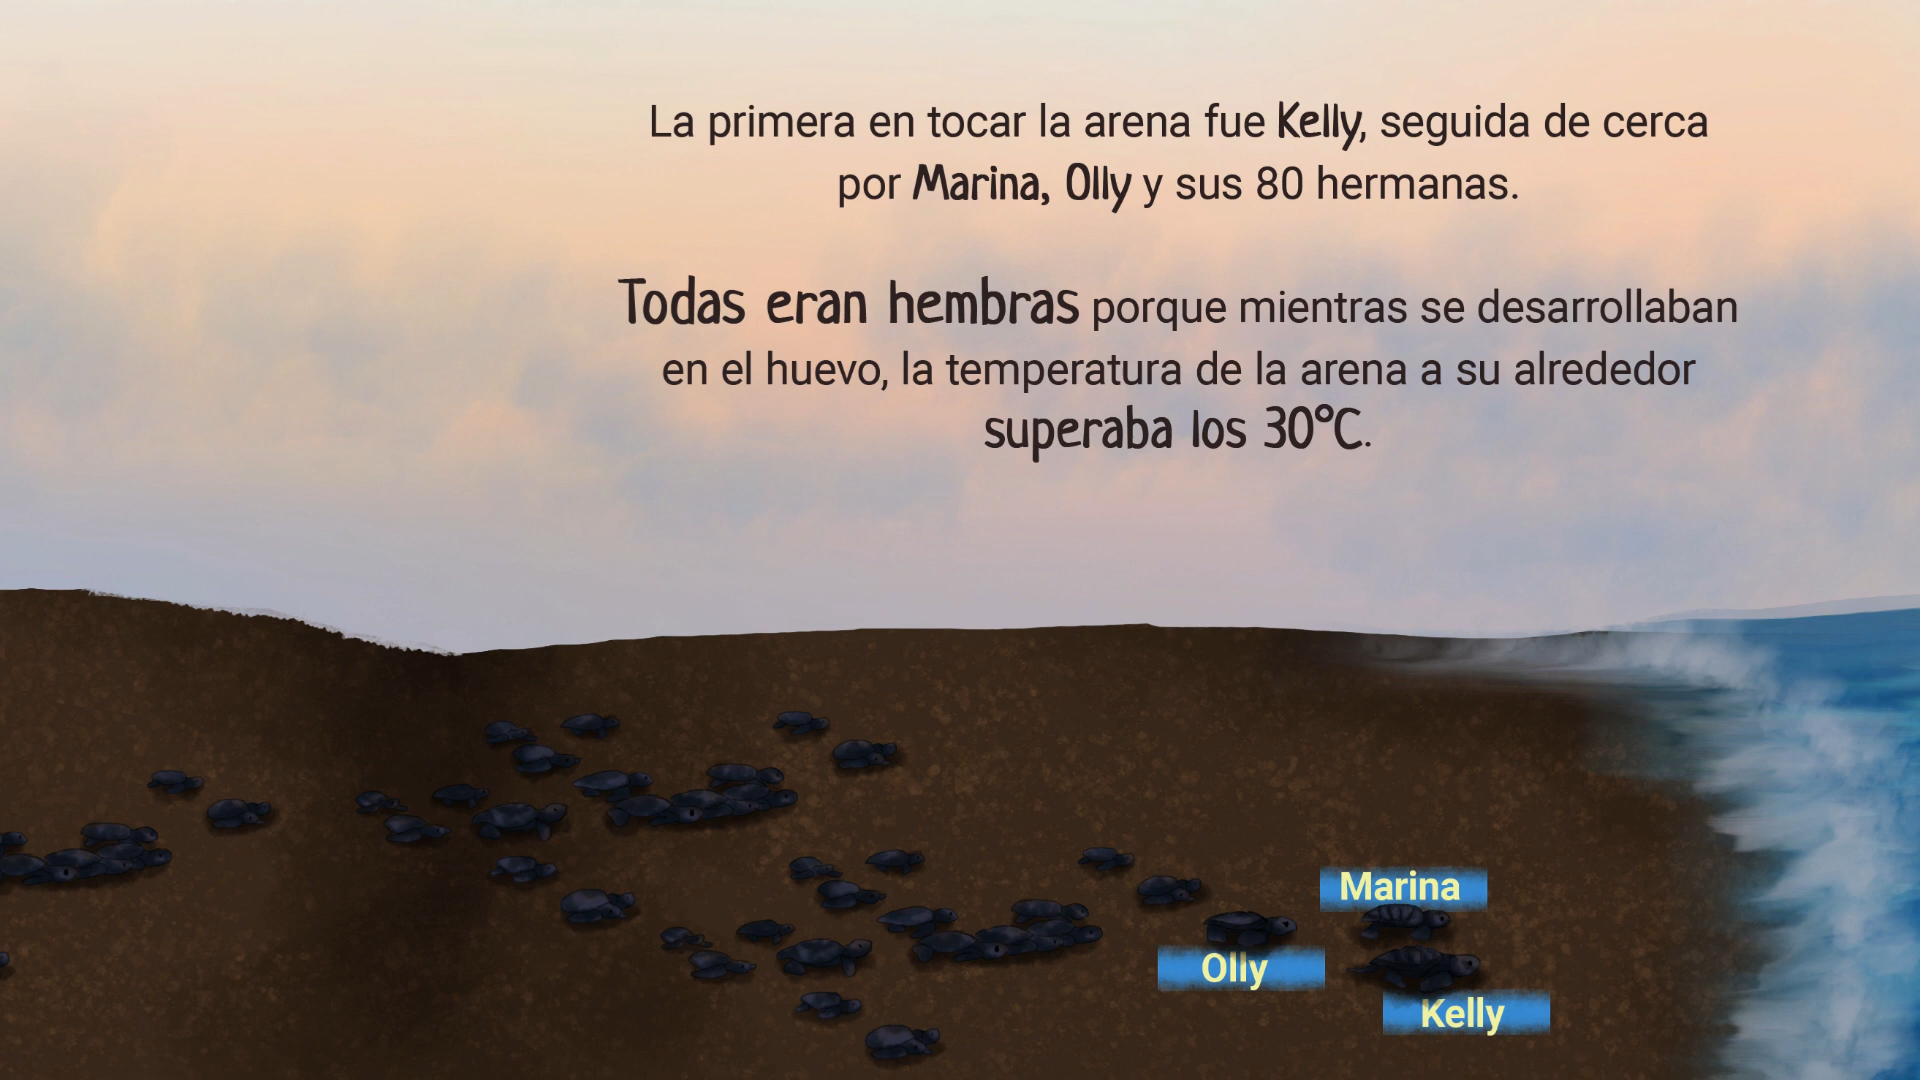 La primera en tocar la arena fue Kelly, seguida de cerca
por Marina, Olly y sus 80 hermanas.
Todas eran hembras porque mientras se desarrollaban
en el huevo, la temperatura de la arena a su alrededor
superaba los 30°C.
Marina
Olly
Kelly